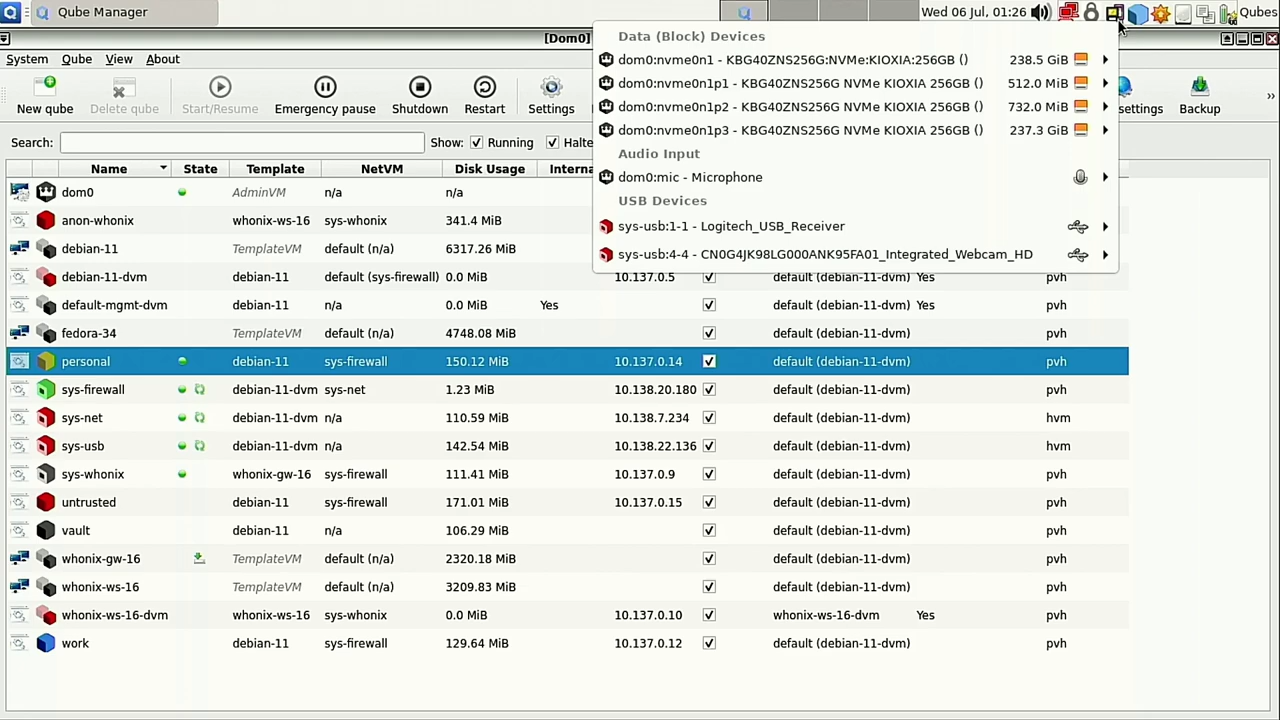 Qube Manager
Wed 06 Jul, 01:26
Qubes
[Dom0]
System Qube View About
New qube Delete qube Start/Resume Emergency pause Shutdown Restart Settings settings Backup »
Search: Show: Running Halte
Data (Block) Devices
dom0:nvme0n1 - KBG40ZNS256G:NVMe:KIOXIA:256GB () 238.5 GiB
dom0:nvme0n1p1 - KBG40ZNS256G NVMe KIOXIA 256GB () 512.0 MiB
dom0:nvme0n1p2 - KBG40ZNS256G NVMe KIOXIA 256GB () 732.0 MiB
dom0:nvme0n1p3 - KBG40ZNS256G NVMe KIOXIA 256GB () 237.3 GiB
Audio Input
dom0:mic - Microphone
USB Devices
sys-usb:1-1 - Logitech_USB_Receiver
sys-usb:4-4 - CN0G4JK98LG000ANK95FA01_Integrated_Webcam_HD
Name State Template NetVM Disk Usage Interna
dom0 AdminVM n/a n/a
anon-whonix whonix-ws-16 sys-whonix 341.4 MiB
debian-11 TemplateVM default (n/a) 6317.26 MiB
debian-11-dvm debian-11 default (sys-firewall) 0.0 MiB 10.137.0.5 default (debian-11-dvm) Yes pvh
default-mgmt-dvm debian-11 n/a 0.0 MiB Yes default (debian-11-dvm) Yes pvh
fedora-34 TemplateVM default (n/a) 4748.08 MiB default (debian-11-dvm) pvh
personal debian-11 sys-firewall 150.12 MiB 10.137.0.14 default (debian-11-dvm) pvh
sys-firewall debian-11-dvm sys-net 1.23 MiB 10.138.20.180 default (debian-11-dvm) pvh
sys-net debian-11-dvm n/a 110.59 MiB 10.138.7.234 default (debian-11-dvm) hvm
sys-usb debian-11-dvm n/a 142.54 MiB 10.138.22.136 default (debian-11-dvm) hvm
sys-whonix whonix-gw-16 sys-firewall 111.41 MiB 10.137.0.9 default (debian-11-dvm) pvh
untrusted debian-11 sys-firewall 171.01 MiB 10.137.0.15 default (debian-11-dvm) pvh
vault debian-11 n/a 106.29 MiB default (debian-11-dvm) pvh
whonix-gw-16 TemplateVM default (n/a) 2320.18 MiB default (debian-11-dvm) pvh
whonix-ws-16 TemplateVM default (n/a) 3209.83 MiB default (debian-11-dvm) pvh
whonix-ws-16-dvm whonix-ws-16 sys-whonix 0.0 MiB 10.137.0.10 whonix-ws-16-dvm Yes pvh
work debian-11 sys-firewall 129.64 MiB 10.137.0.12 default (debian-11-dvm) pvh